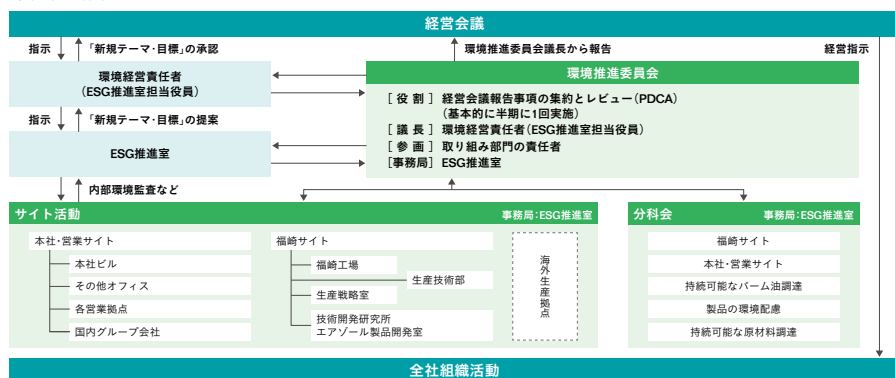 経営会議
指示
「新規テーマ・目標」の承認
環境推進委員会議長から報告
経営指示
環境経営責任者
(ESG推進室担当役員)
環境推進委員会
[ 役 割 ] 経営会議報告事項の集約とレビュー(PDCA)
(基本的に半期に1回実施)
[ 議 長 ] 環境経営責任者(ESG推進室担当役員)
[ 参 画 ] 取り組み部門の責任者
[事務局] ESG推進室
指示
「新規テーマ・目標」の提案
ESG推進室
内部環境監査など
サイト活動
事務局:ESG推進室
本社・営業サイト
本社ビル
その他オフィス
各営業拠点
国内グループ会社
福崎サイト
福崎工場
生産技術部
生産戦略室
技術開発研究所
エアゾール製品開発室
海外生産拠点
分科会
事務局:ESG推進室
福崎サイト
本社・営業サイト
持続可能なパーム油調達
製品の環境配慮
持続可能な原材料調達
全社組織活動